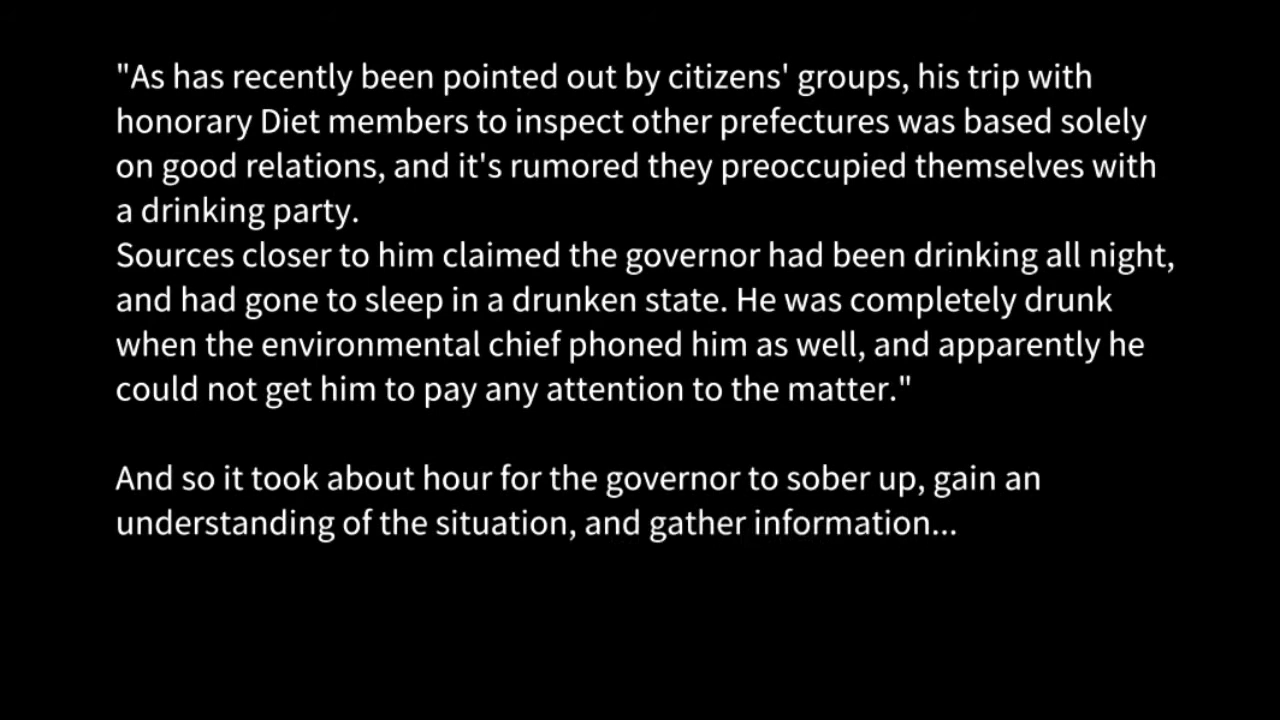 "As has recently been pointed out by citizens' groups, his trip with
honorary Diet members to inspect other prefectures was based solely
on good relations, and it's rumored they preoccupied themselves with
a drinking party.
Sources closer to him claimed the governor had been drinking all night,
and had gone to sleep in a drunken state. He was completely drunk
when the environmental chief phoned him as well, and apparently he
could not get him to pay any attention to the matter."
And so it took about hour for the governor to sober up, gain an
understanding of the situation, and gather information...